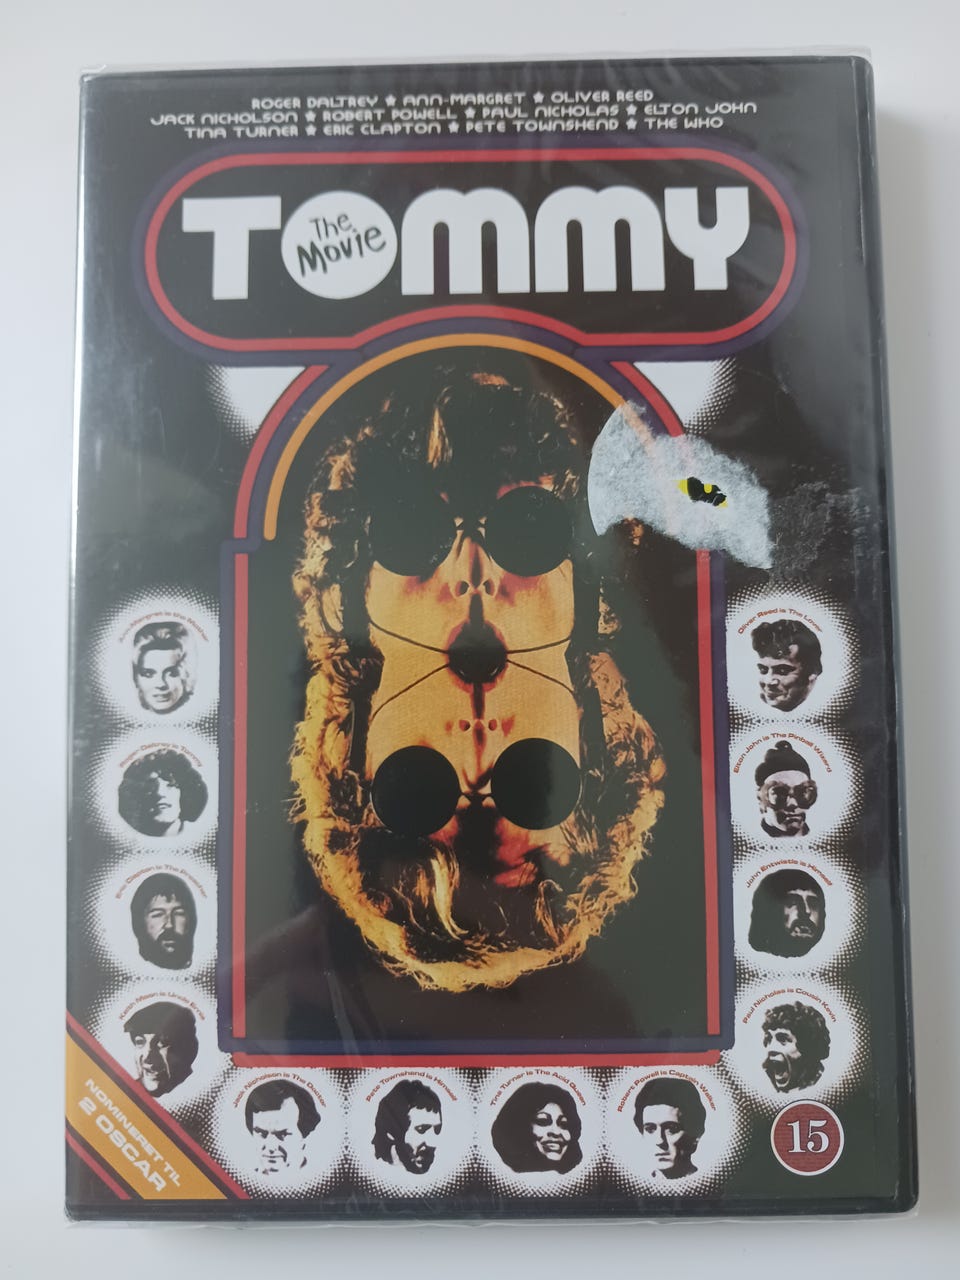 ROGER DALTREY ★ ANN-MARGRET ★ OLIVER REED
JACK NICHOLSON ★ ROBERT POWELL ★ PAUL NICHOLAS ★ ELTON JOHN
TINA TURNER ★ ERIC CLAPTON ★ PETE TOWNSHEND ★ THE WHO
TOMMY
The
Movie
Ann-Margret is the Mother
Oliver Reed is The Lover
Roger Daltrey is Tommy
Elton John is The Pinball Wizard
Eric Clapton is The Preacher
John Entwistle is Himself
Keith Moon is Uncle Ernie
Paul Nicholas is Cousin Kevin
Jack Nicholson is The Doctor
Pete Townshend is Himself
Tina Turner is The Acid Queen
Robert Powell is Captain Walker
NOMINERET TIL
2 OSCAR
15